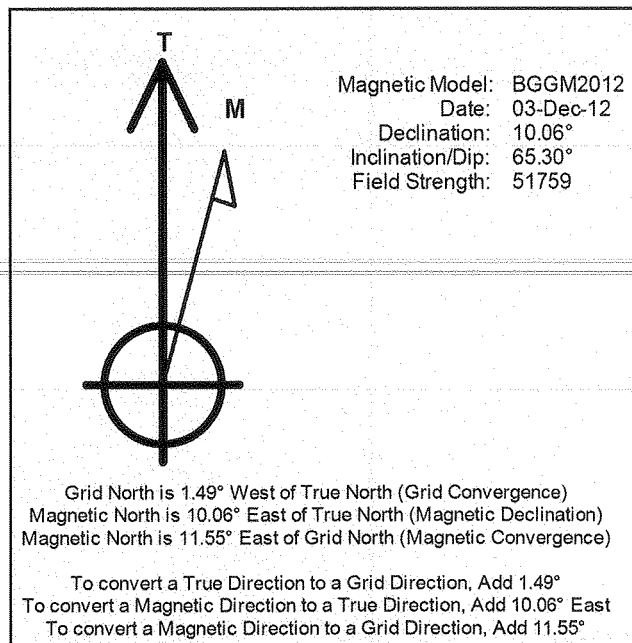 T
M
Magnetic Model: BGGM2012
Date: 03-Dec-12
Declination: 10.06°
Inclination/Dip: 65.30°
Field Strength: 51759
Grid North is 1.49° West of True North (Grid Convergence)
Magnetic North is 10.06° East of True North (Magnetic Declination)
Magnetic North is 11.55° East of Grid North (Magnetic Convergence)
To convert a True Direction to a Grid Direction, Add 1.49°
To convert a Magnetic Direction to a True Direction, Add 10.06° East
To convert a Magnetic Direction to a Grid Direction, Add 11.55°